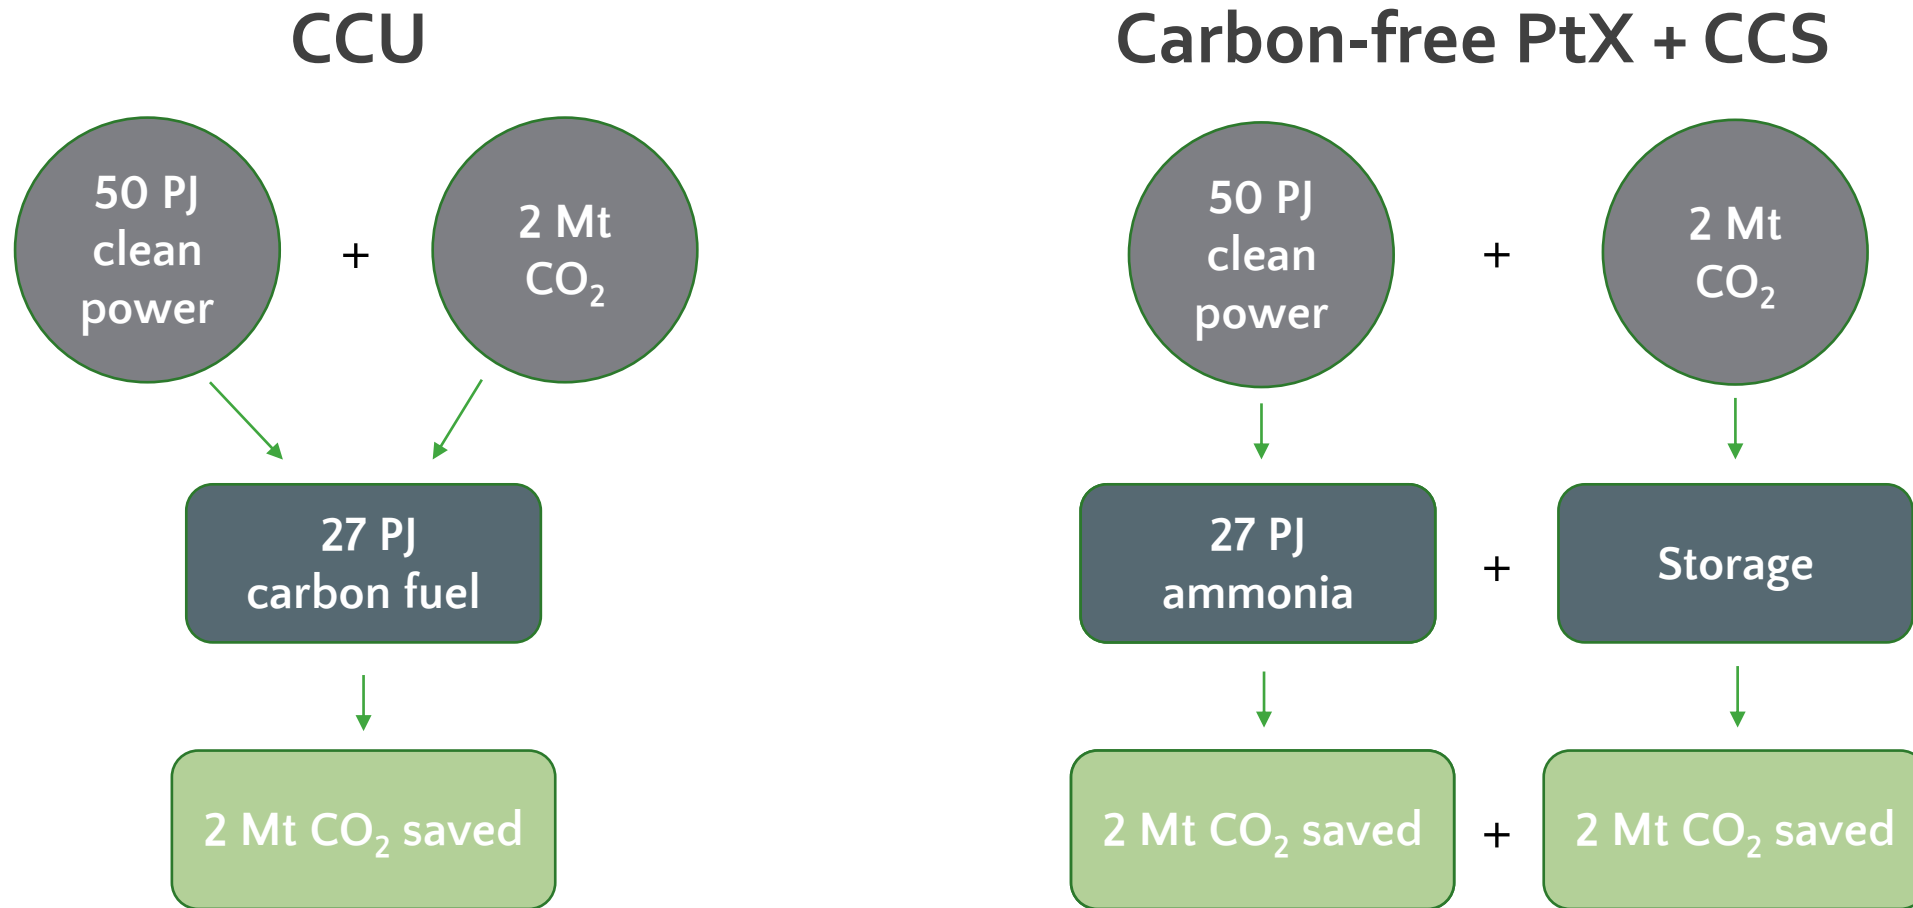 CCU
50 PJ
clean
power
+
2 Mt
CO₂
27 PJ
carbon fuel
2 Mt CO₂ saved
Carbon-free PtX + CCS
50 PJ
clean
power
+
2 Mt
CO₂
27 PJ
ammonia
+
Storage
2 Mt CO₂ saved
+
2 Mt CO₂ saved